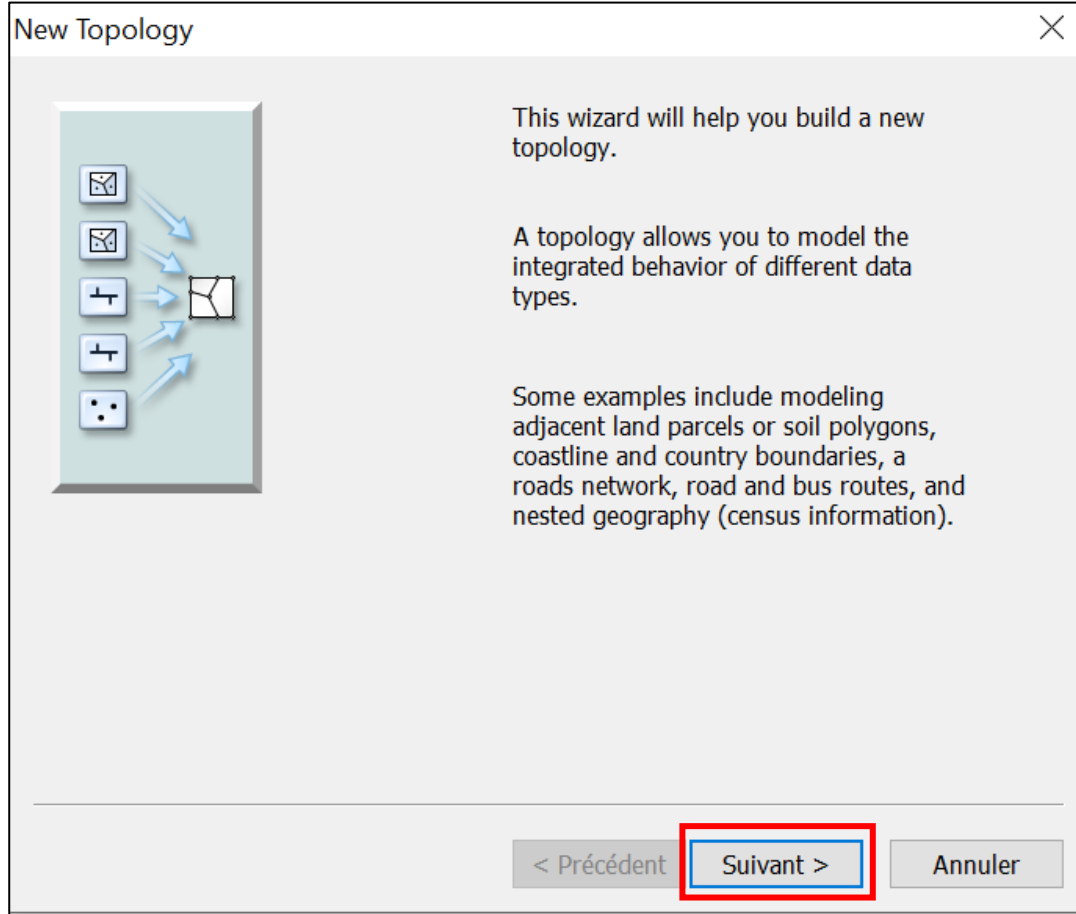 New Topology
This wizard will help you build a new
topology.
A topology allows you to model the
integrated behavior of different data
types.
Some examples include modeling
adjacent land parcels or soil polygons,
coastline and country boundaries, a
roads network, road and bus routes, and
nested geography (census information).
< Précédent
Suivant >
Annuler